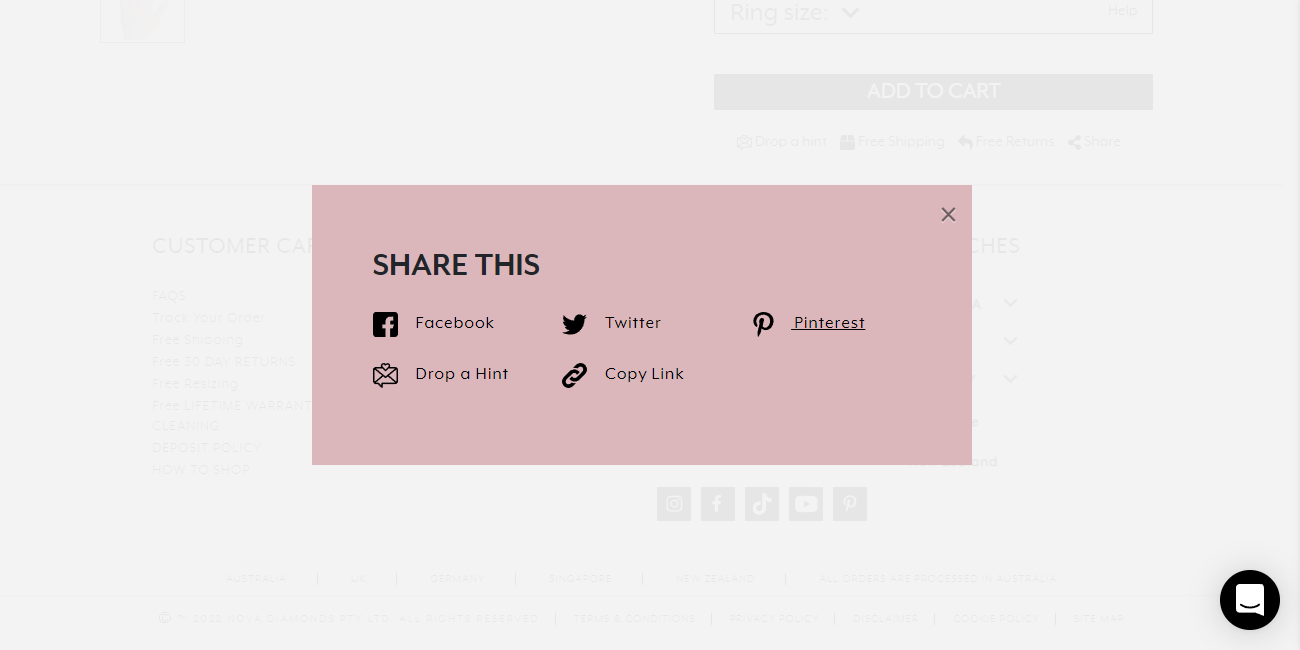 Ring size:
Help
ADD TO CART
Drop a hint
Free Shipping
Free Returns
Share
SHARE THIS
Facebook
Twitter
Pinterest
Drop a Hint
Copy Link
CUSTOMER CAR
CHES
FAQS
Track Your Order
Free Shipping
Free 30 DAY RETURNS
Free Resizing
Free LIFETIME WARRANT
CLEANING
DEPOSIT POLICY
HOW TO SHOP
AUSTRALIA
UK
GERMANY
SINGAPORE
NEW SEALAND
ALL ORDERS ARE PROCESSED IN AUSTRALIA
DIAMONDS PTY LTD. ALL RIGHTS RESERVED
TERMS & CONDITIONS
PRIVACY POLICY
DISCLAIMER
COOKIE POLICY
SITE MAP